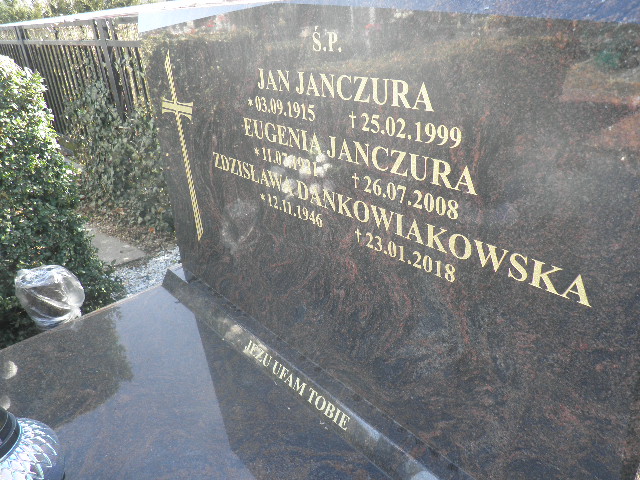 Ś.P.
JAN JANCZURA
*03.09.1915 †25.02.1999
EUGENIA JANCZURA
†26.07.2008
ZDZISŁAWA DANKOWIAKOWSKA
*12.11.1946 †23.01.2018
JEZU UFAM TOBIE